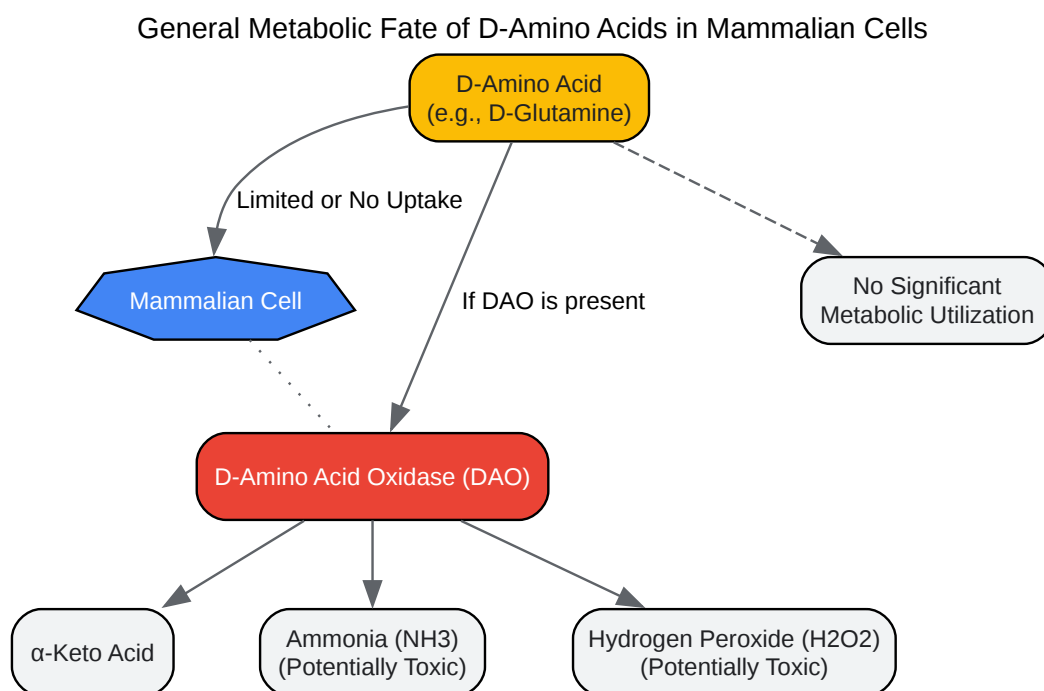 General Metabolic Fate of D-Amino Acids in Mammalian Cells
D-Amino Acid
(e.g., D-Glutamine)
Limited or No Uptake
Mammalian Cell
If DAO is present
No Significant
Metabolic Utilization
D-Amino Acid Oxidase (DAO)
α-Keto Acid
Ammonia (NH3)
(Potentially Toxic)
Hydrogen Peroxide (H2O2)
(Potentially Toxic)